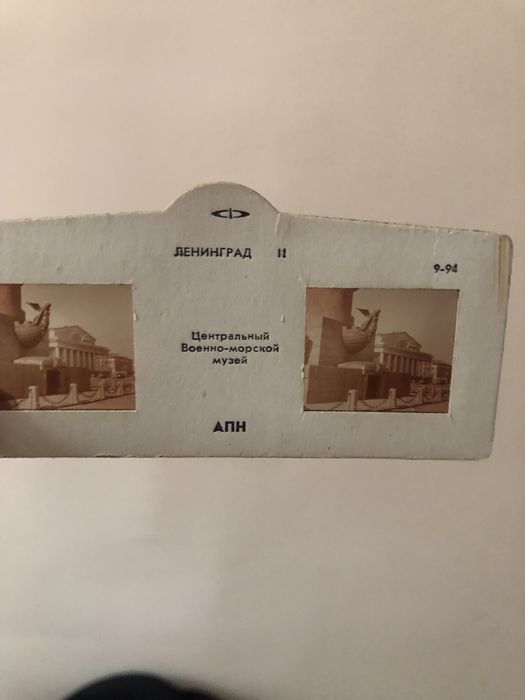 ЛЕНИНГРАД 11
9-94
Центральный
Военно-морской
музей
АПН